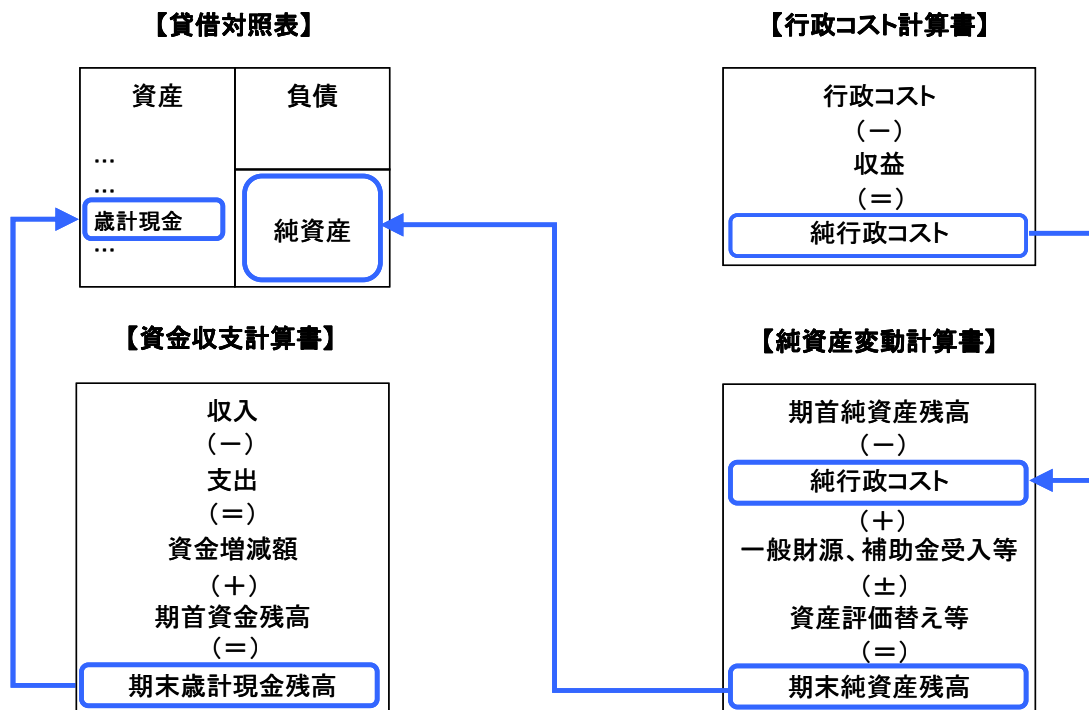 【貸借対照表】
資産
負債
…
…
歳計現金
…
純資産
【行政コスト計算書】
行政コスト
(-)
収益
(=)
純行政コスト
【資金収支計算書】
収入
(-)
支出
(=)
資金増減額
(+)
期首資金残高
(=)
期末歳計現金残高
【純資産変動計算書】
期首純資産残高
(-)
純行政コスト
(+)
一般財源、補助金受入等
(±)
資産評価替え等
(=)
期末純資産残高